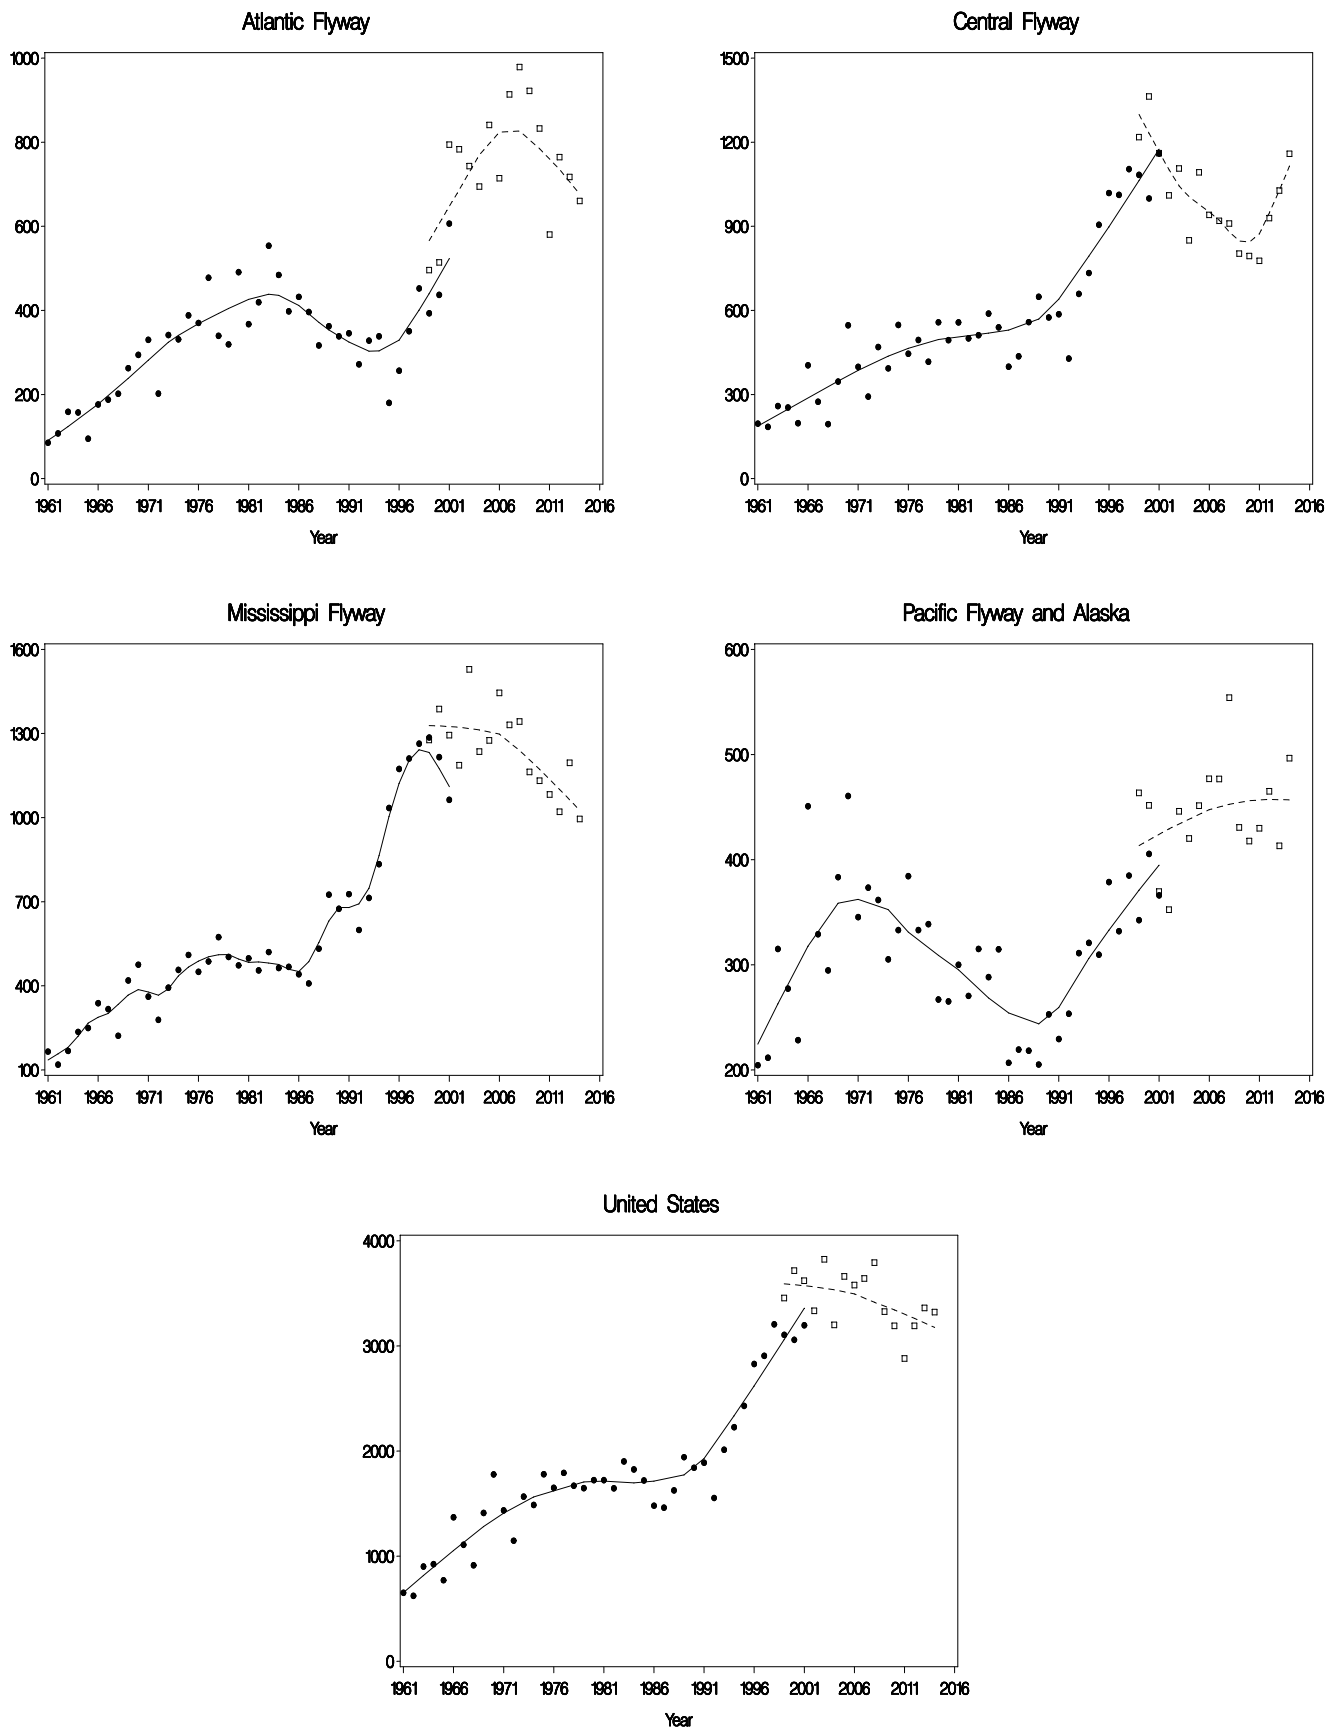 Atlantic Flyway
1000
800
600
400
200
0
1961 1966 1971 1976 1981 1986 1991 1996 2001 2006 2011 2016
Year
Central Flyway
1500
1200
900
600
300
0
1961 1966 1971 1976 1981 1986 1991 1996 2001 2006 2011 2016
Year
Mississippi Flyway
1600
1300
1000
700
400
100
1961 1966 1971 1976 1981 1986 1991 1996 2001 2006 2011 2016
Year
Pacific Flyway and Alaska
600
500
400
300
200
1961 1966 1971 1976 1981 1986 1991 1996 2001 2006 2011 2016
Year
United States
4000
3000
2000
1000
0
1961 1966 1971 1976 1981 1986 1991 1996 2001 2006 2011 2016
Year